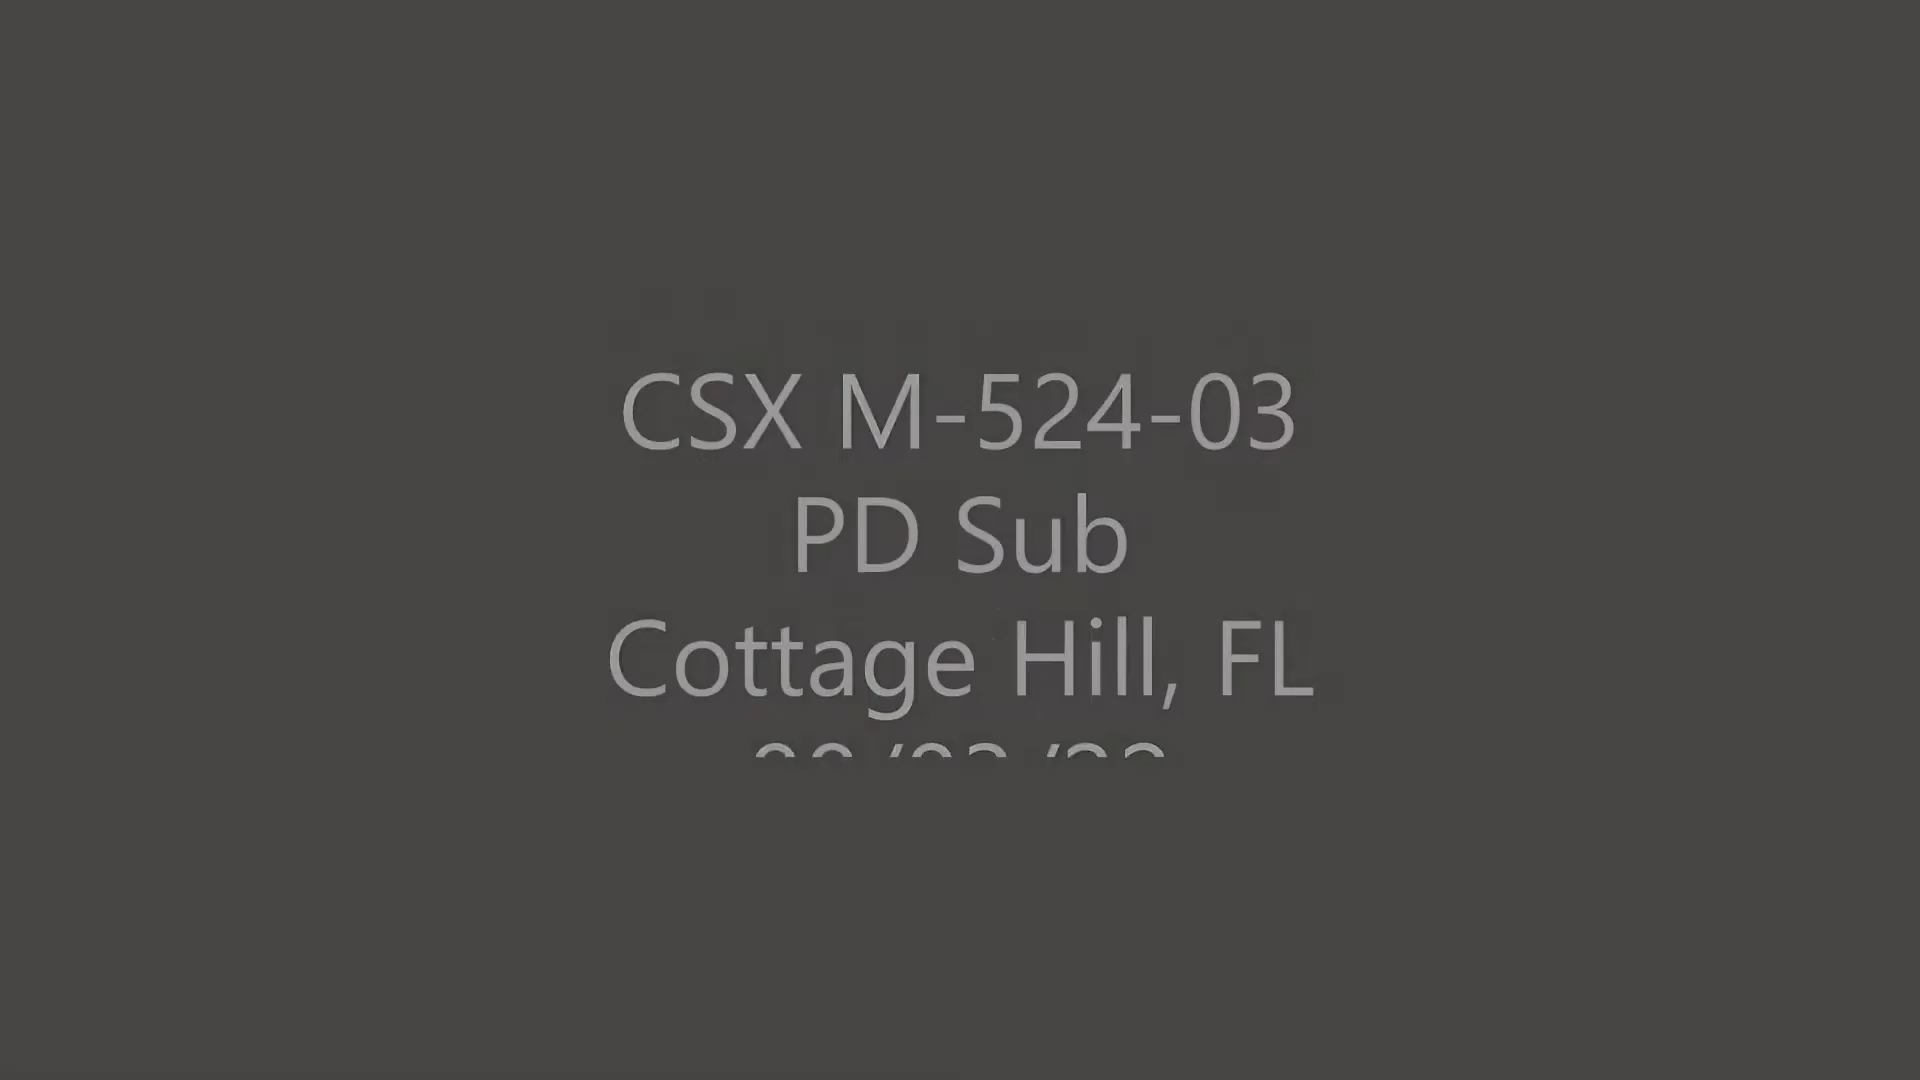 CSX M-524-03
PD Sub
Cottage Hill, FL